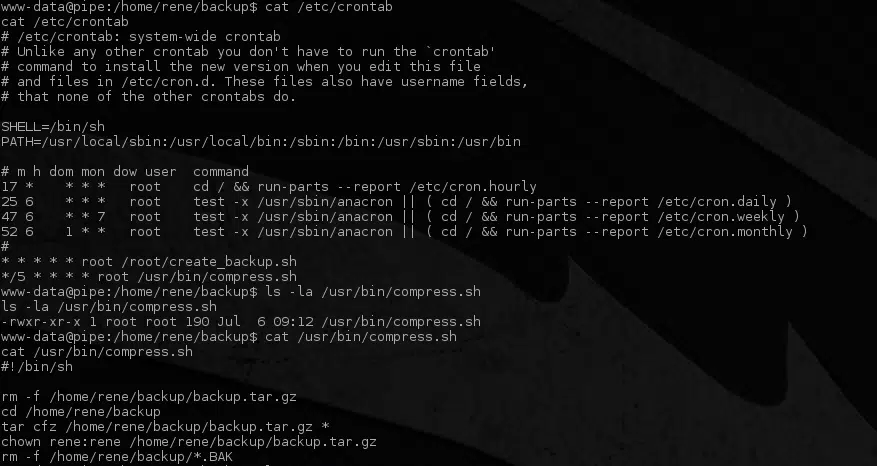 www-data@pipe:/home/rene/backup$ cat /etc/crontab
cat /etc/crontab
# /etc/crontab: system-wide crontab
# Unlike any other crontab you don't have to run the `crontab'
# command to install the new version when you edit this file
# and files in /etc/cron.d. These files also have username fields,
# that none of the other crontabs do.

SHELL=/bin/sh
PATH=/usr/local/sbin:/usr/local/bin:/sbin:/bin:/usr/sbin:/usr/bin

# m h dom mon dow user  command
17 *    * * *   root    cd / && run-parts --report /etc/cron.hourly
25 6    * * *   root    test -x /usr/sbin/anacron || ( cd / && run-parts --report /etc/cron.daily )
47 6    * * 7   root    test -x /usr/sbin/anacron || ( cd / && run-parts --report /etc/cron.weekly )
52 6    1 * *   root    test -x /usr/sbin/anacron || ( cd / && run-parts --report /etc/cron.monthly )
#
* * * * * root /root/create_backup.sh
*/5 * * * * root /usr/bin/compress.sh
www-data@pipe:/home/rene/backup$ ls -la /usr/bin/compress.sh
ls -la /usr/bin/compress.sh
-rwxr-xr-x 1 root root 190 Jul  6 09:12 /usr/bin/compress.sh
www-data@pipe:/home/rene/backup$ cat /usr/bin/compress.sh
cat /usr/bin/compress.sh
#!/bin/sh

rm -f /home/rene/backup/backup.tar.gz
cd /home/rene/backup
tar cfz /home/rene/backup/backup.tar.gz *
chown rene:rene /home/rene/backup/backup.tar.gz
rm -f /home/rene/backup/*.BAK